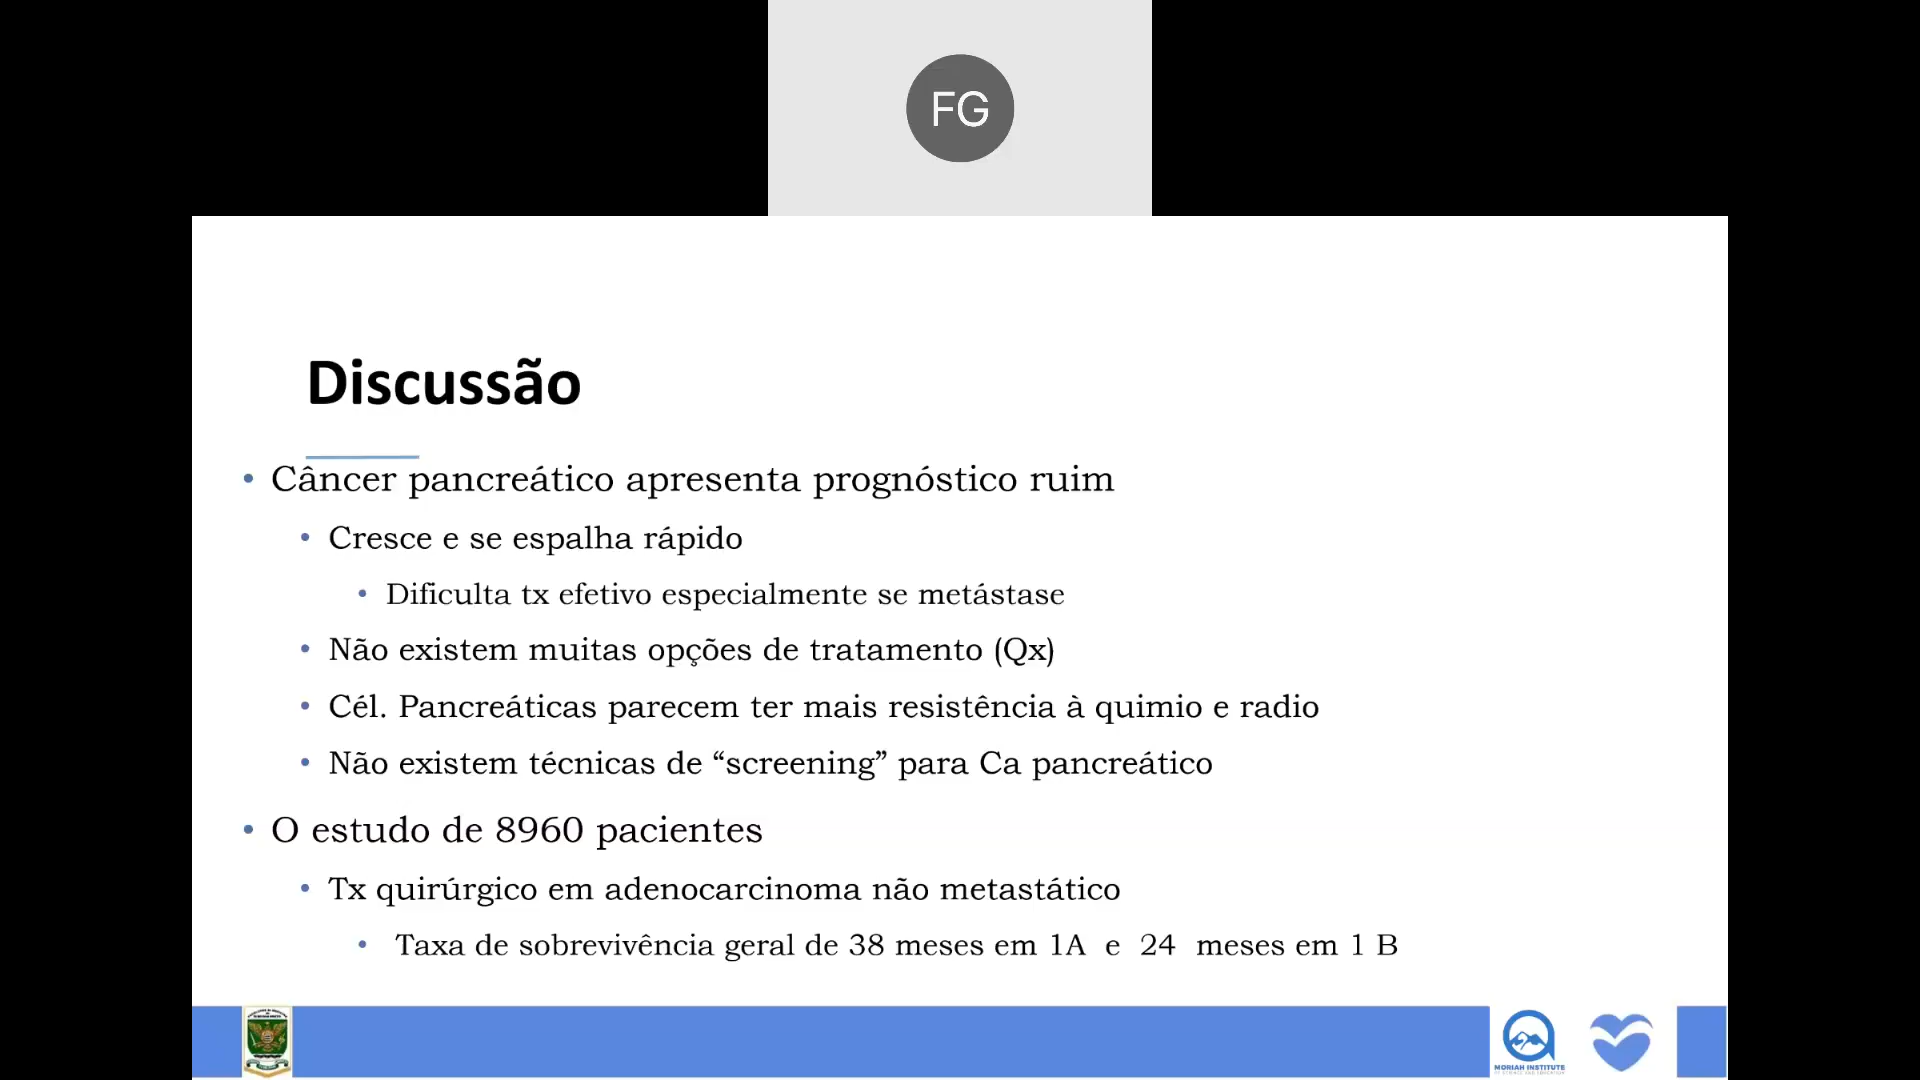 FG
Discussão
• Câncer pancreático apresenta prognóstico ruim
• Cresce e se espalha rápido
• Dificulta tx efetivo especialmente se metástase
• Não existem muitas opções de tratamento (Qx)
• Cél. Pancreáticas parecem ter mais resistência à quimio e radio
• Não existem técnicas de “screening” para Ca pancreático
• O estudo de 8960 pacientes
• Tx quirúrgico em adenocarcinoma não metastático
• Taxa de sobrevivência geral de 38 meses em 1A e 24 meses em 1 B
MORIAH INSTITUTE